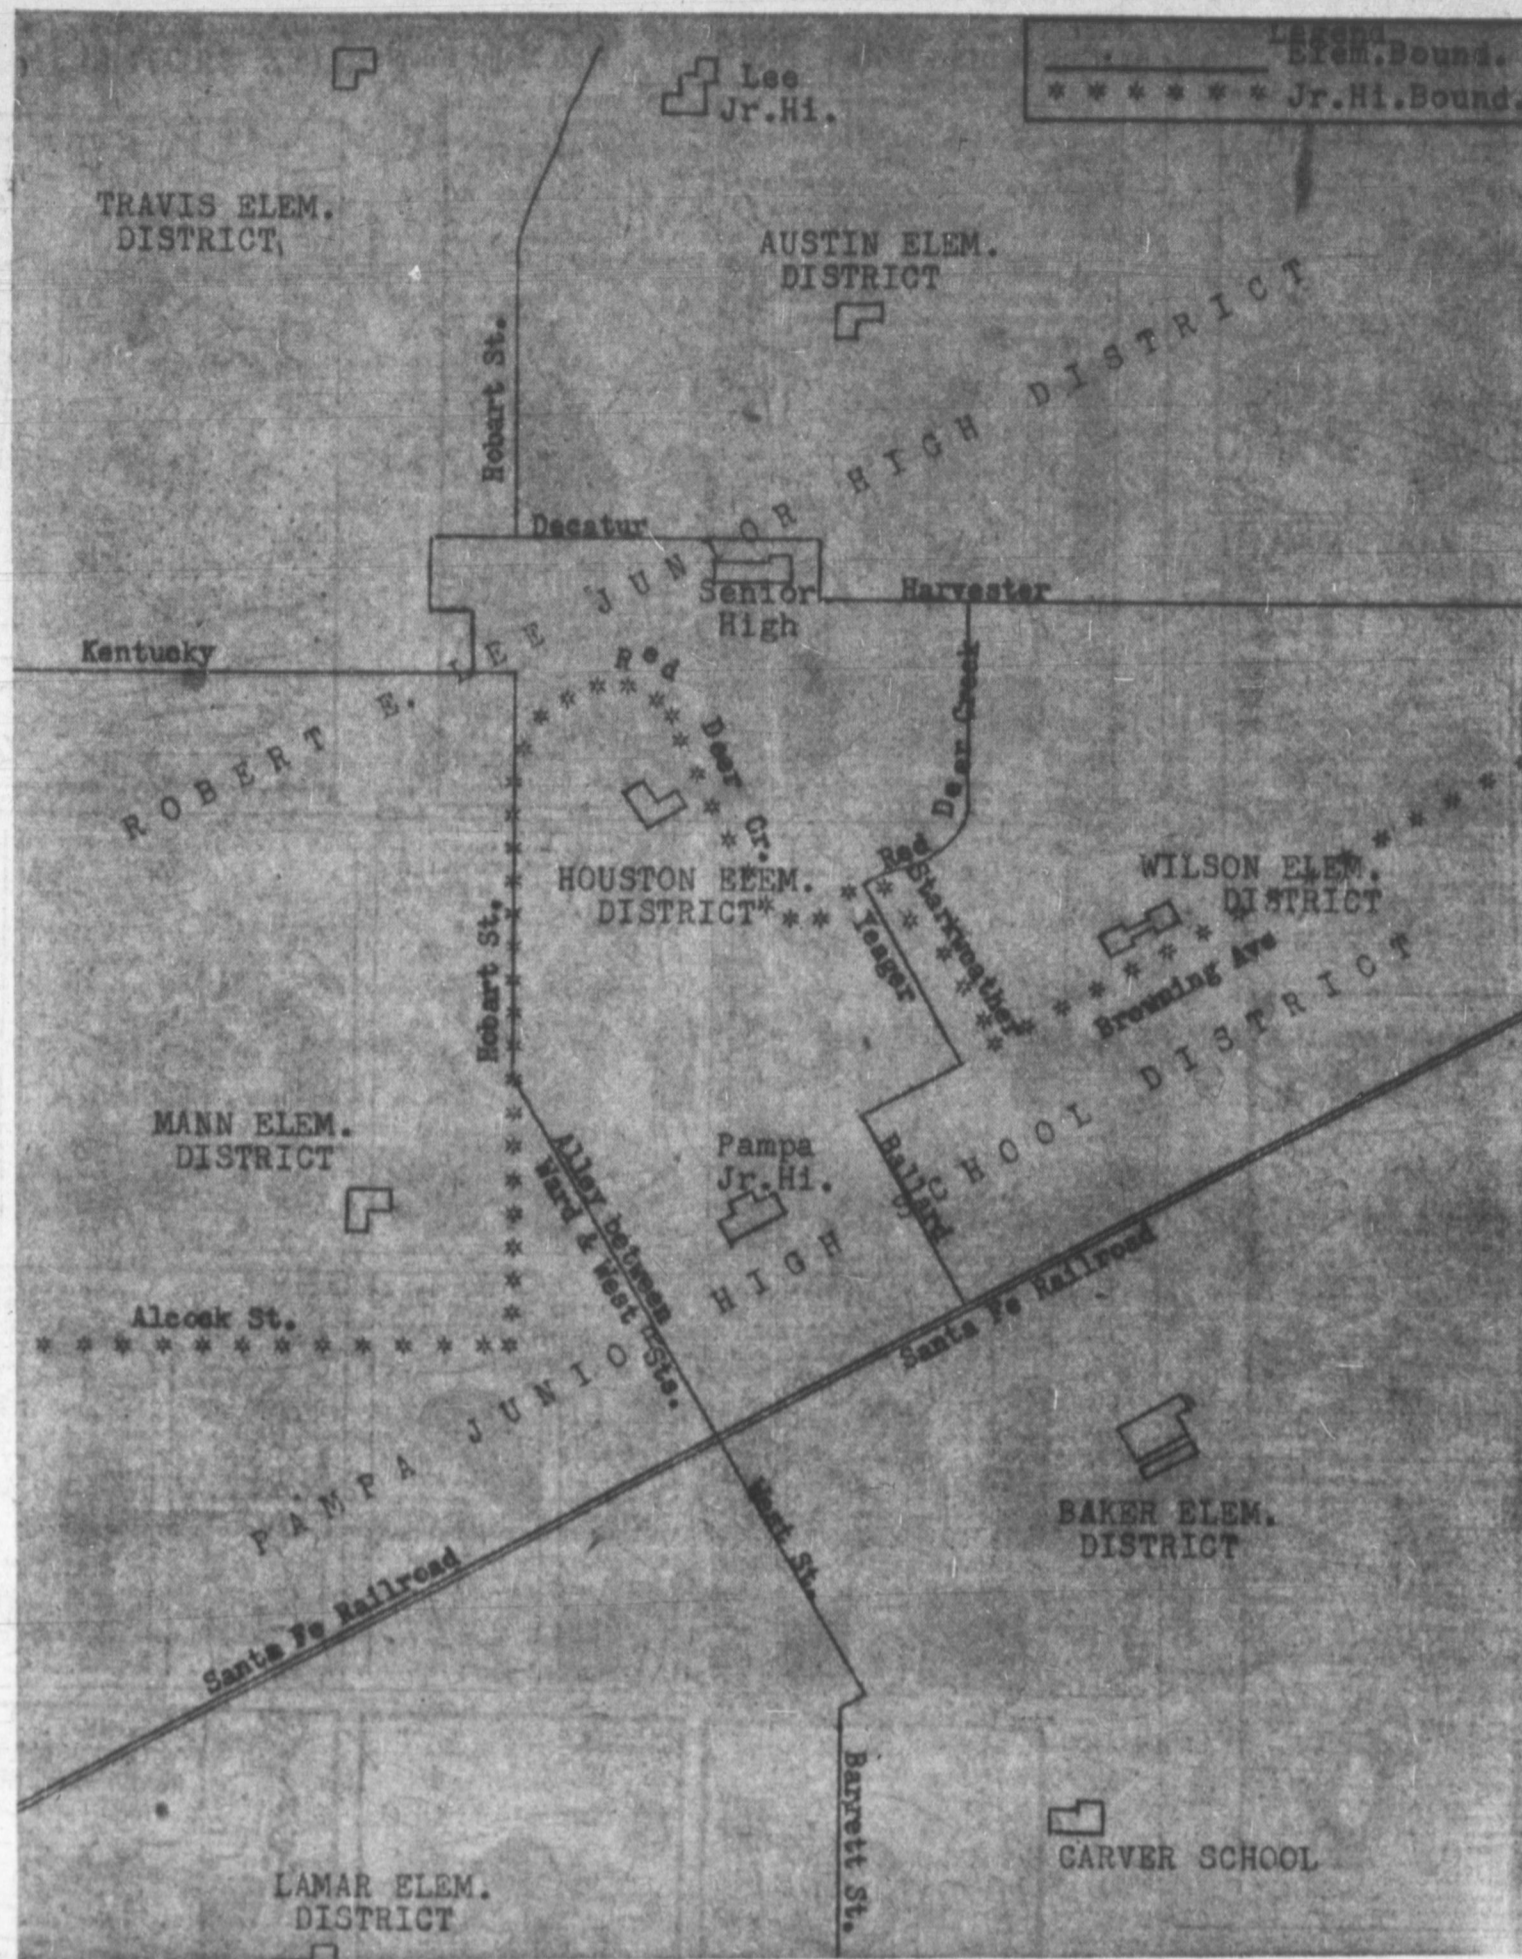 Legend
Elem.Bound.
* * * * * * Jr.Hi.Bound.
Lee
Jr.Hi.
TRAVIS ELEM.
DISTRICT
AUSTIN ELEM.
DISTRICT
Hobart St.
Decatur
Senior
High
Harvester
Kentucky
ROBERT E. LEE JUNIOR HIGH DISTRICT
Red Deer Cr.
Red Deer Creek
HOUSTON ELEM.
DISTRICT
WILSON ELEM.
DISTRICT
Hobart St.
Yeager
Starkweather
Browning Ave
MANN ELEM.
DISTRICT
Pampa
Jr.Hi.
Ballard
Alley between
Ward & West Sts.
Alcock St.
PAMPA JUNIOR HIGH SCHOOL DISTRICT
Santa Fe Railroad
Santa Fe Railroad
West St.
BAKER ELEM.
DISTRICT
Barrett St.
CARVER SCHOOL
LAMAR ELEM.
DISTRICT